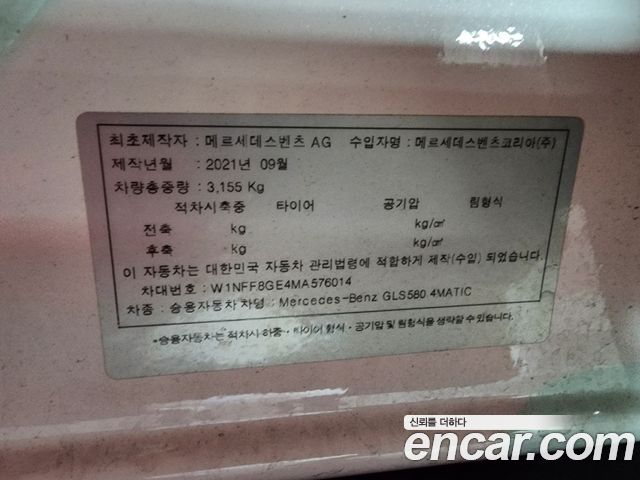 최초제작자 : 메르세데스벤츠 AG 수입자명 : 메르세데스벤츠코리아(주)
제작년월 : 2021년 09월
차량총중량 : 3,155 Kg
적차시축중 타이어 공기압 림형식
전축 kg kg/㎠
후축 kg kg/㎠
이 자동차는 대한민국 자동차 관리법령에 적합하게 제작(수입) 되었습니다.
차대번호 : W1NFF8GE4MA576014
차종 : 승용자동차 차명 : Mercedes-Benz GLS580 4MATIC
*승용자동차는 적차시 하중 · 타이어 형식 · 공기압 및 림형식을 생략할 수 있습니다.
신뢰를 더하다
encar.com